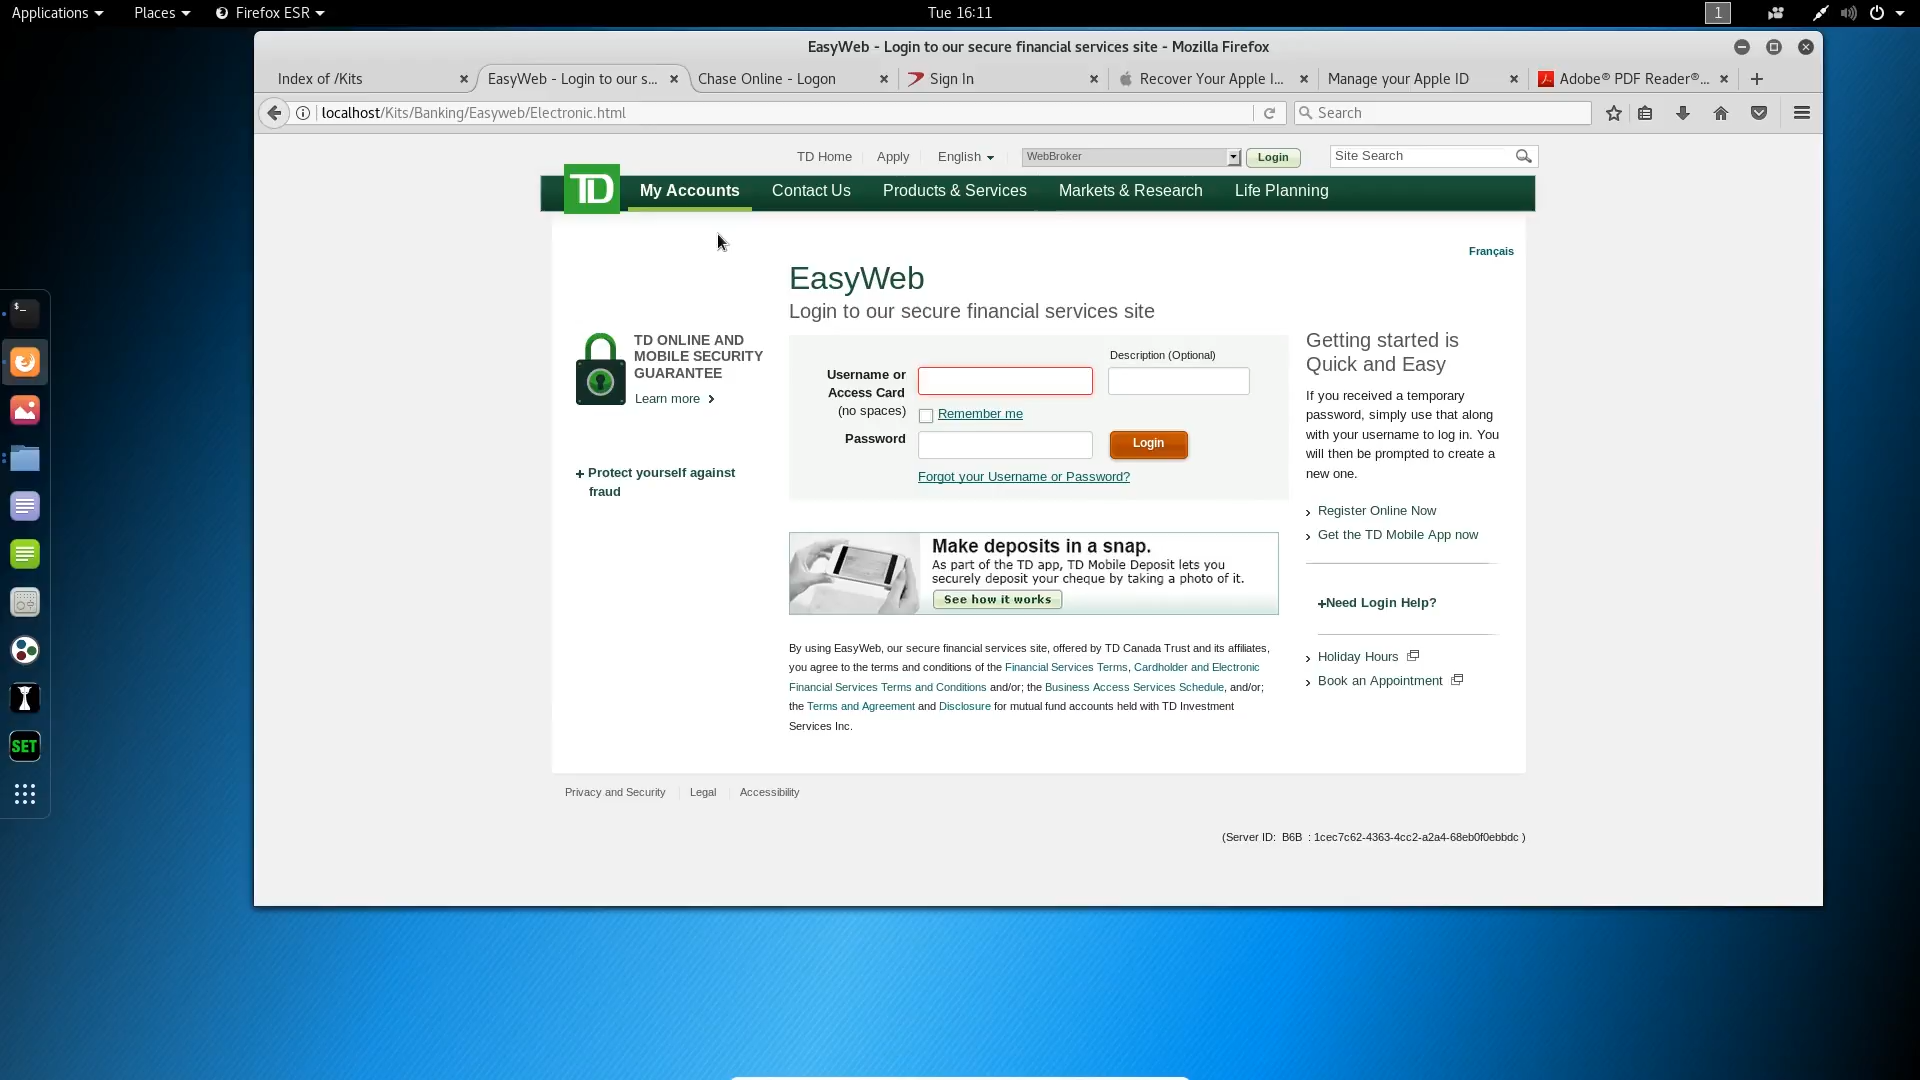 Applications Places Firefox ESR Tue 16:11 1
EasyWeb - Login to our secure financial services site - Mozilla Firefox
Index of /Kits
EasyWeb - Login to our s...
Chase Online - Logon
Sign In
Recover Your Apple I...
Manage your Apple ID
Adobe® PDF Reader®...
localhost/Kits/Banking/Easyweb/Electronic.html
Search
TD Home Apply English WebBroker Login Site Search
TD My Accounts Contact Us Products & Services Markets & Research Life Planning
Français
EasyWeb
Login to our secure financial services site
TD ONLINE AND
MOBILE SECURITY
GUARANTEE
Learn more
+ Protect yourself against
fraud
Description (Optional)
Username or
Access Card
(no spaces)
Remember me
Password
Login
Forgot your Username or Password?
Make deposits in a snap.
As part of the TD app, TD Mobile Deposit lets you
securely deposit your cheque by taking a photo of it.
See how it works
By using EasyWeb, our secure financial services site, offered by TD Canada Trust and its affiliates,
you agree to the terms and conditions of the Financial Services Terms, Cardholder and Electronic
Financial Services Terms and Conditions and/or; the Business Access Services Schedule, and/or;
the Terms and Agreement and Disclosure for mutual fund accounts held with TD Investment
Services Inc.
Getting started is
Quick and Easy
If you received a temporary
password, simply use that along
with your username to log in. You
will then be prompted to create a
new one.
Register Online Now
Get the TD Mobile App now
+Need Login Help?
Holiday Hours
Book an Appointment
Privacy and Security Legal Accessibility
(Server ID: B6B : 1cec7c62-4363-4cc2-a2a4-68eb0f0ebbdc )
$_
SET